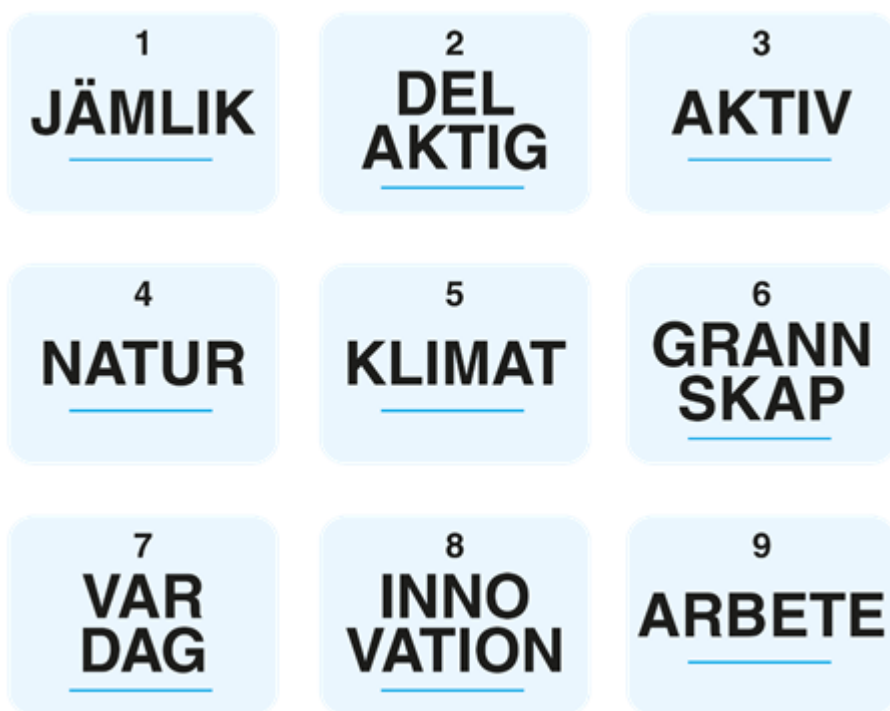 1
JÄMLIK
2
DEL
AKTIG
3
AKTIV
4
NATUR
5
KLIMAT
6
GRANN
SKAP
7
VAR
DAG
8
INNO
VATION
9
ARBETE